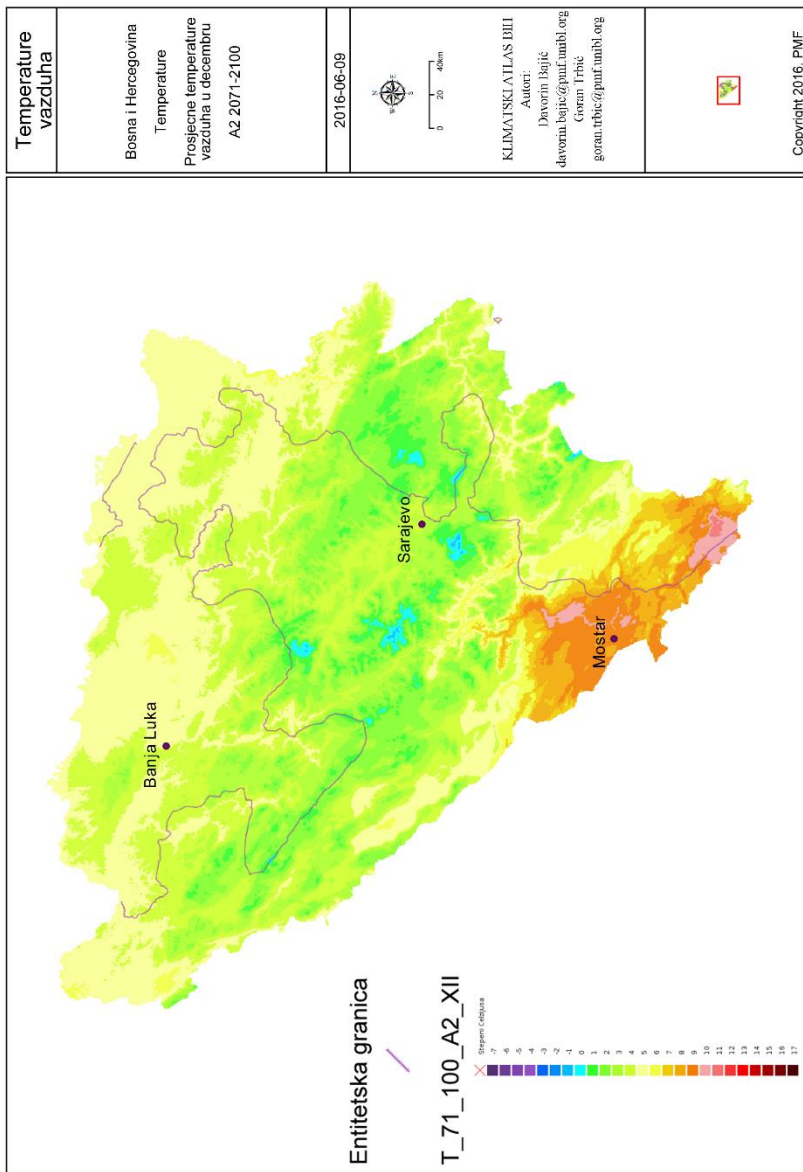 Temperature
vazduha
Bosna i Hercegovina
Temperature
Prosjecne temperature
vazduha u decembru
A2 2071-2100
2016-06-09
N
W
E
S
0 20 40km
KLIMATSKI ATLAS BIH
Autori:
Davorin Bajić
davorin.bajic@pmf.unibl.org
Goran Trbić
goran.trbic@pmf.unibl.org
Copyright 2016, PMF
Banja Luka
Sarajevo
Mostar
Entitetska granica
T_71_100_A2_XII
Stepeni Celzijusa
-7
-6
-5
-4
-3
-2
-1
0
1
2
3
4
5
6
7
8
9
10
11
12
13
14
15
16
17